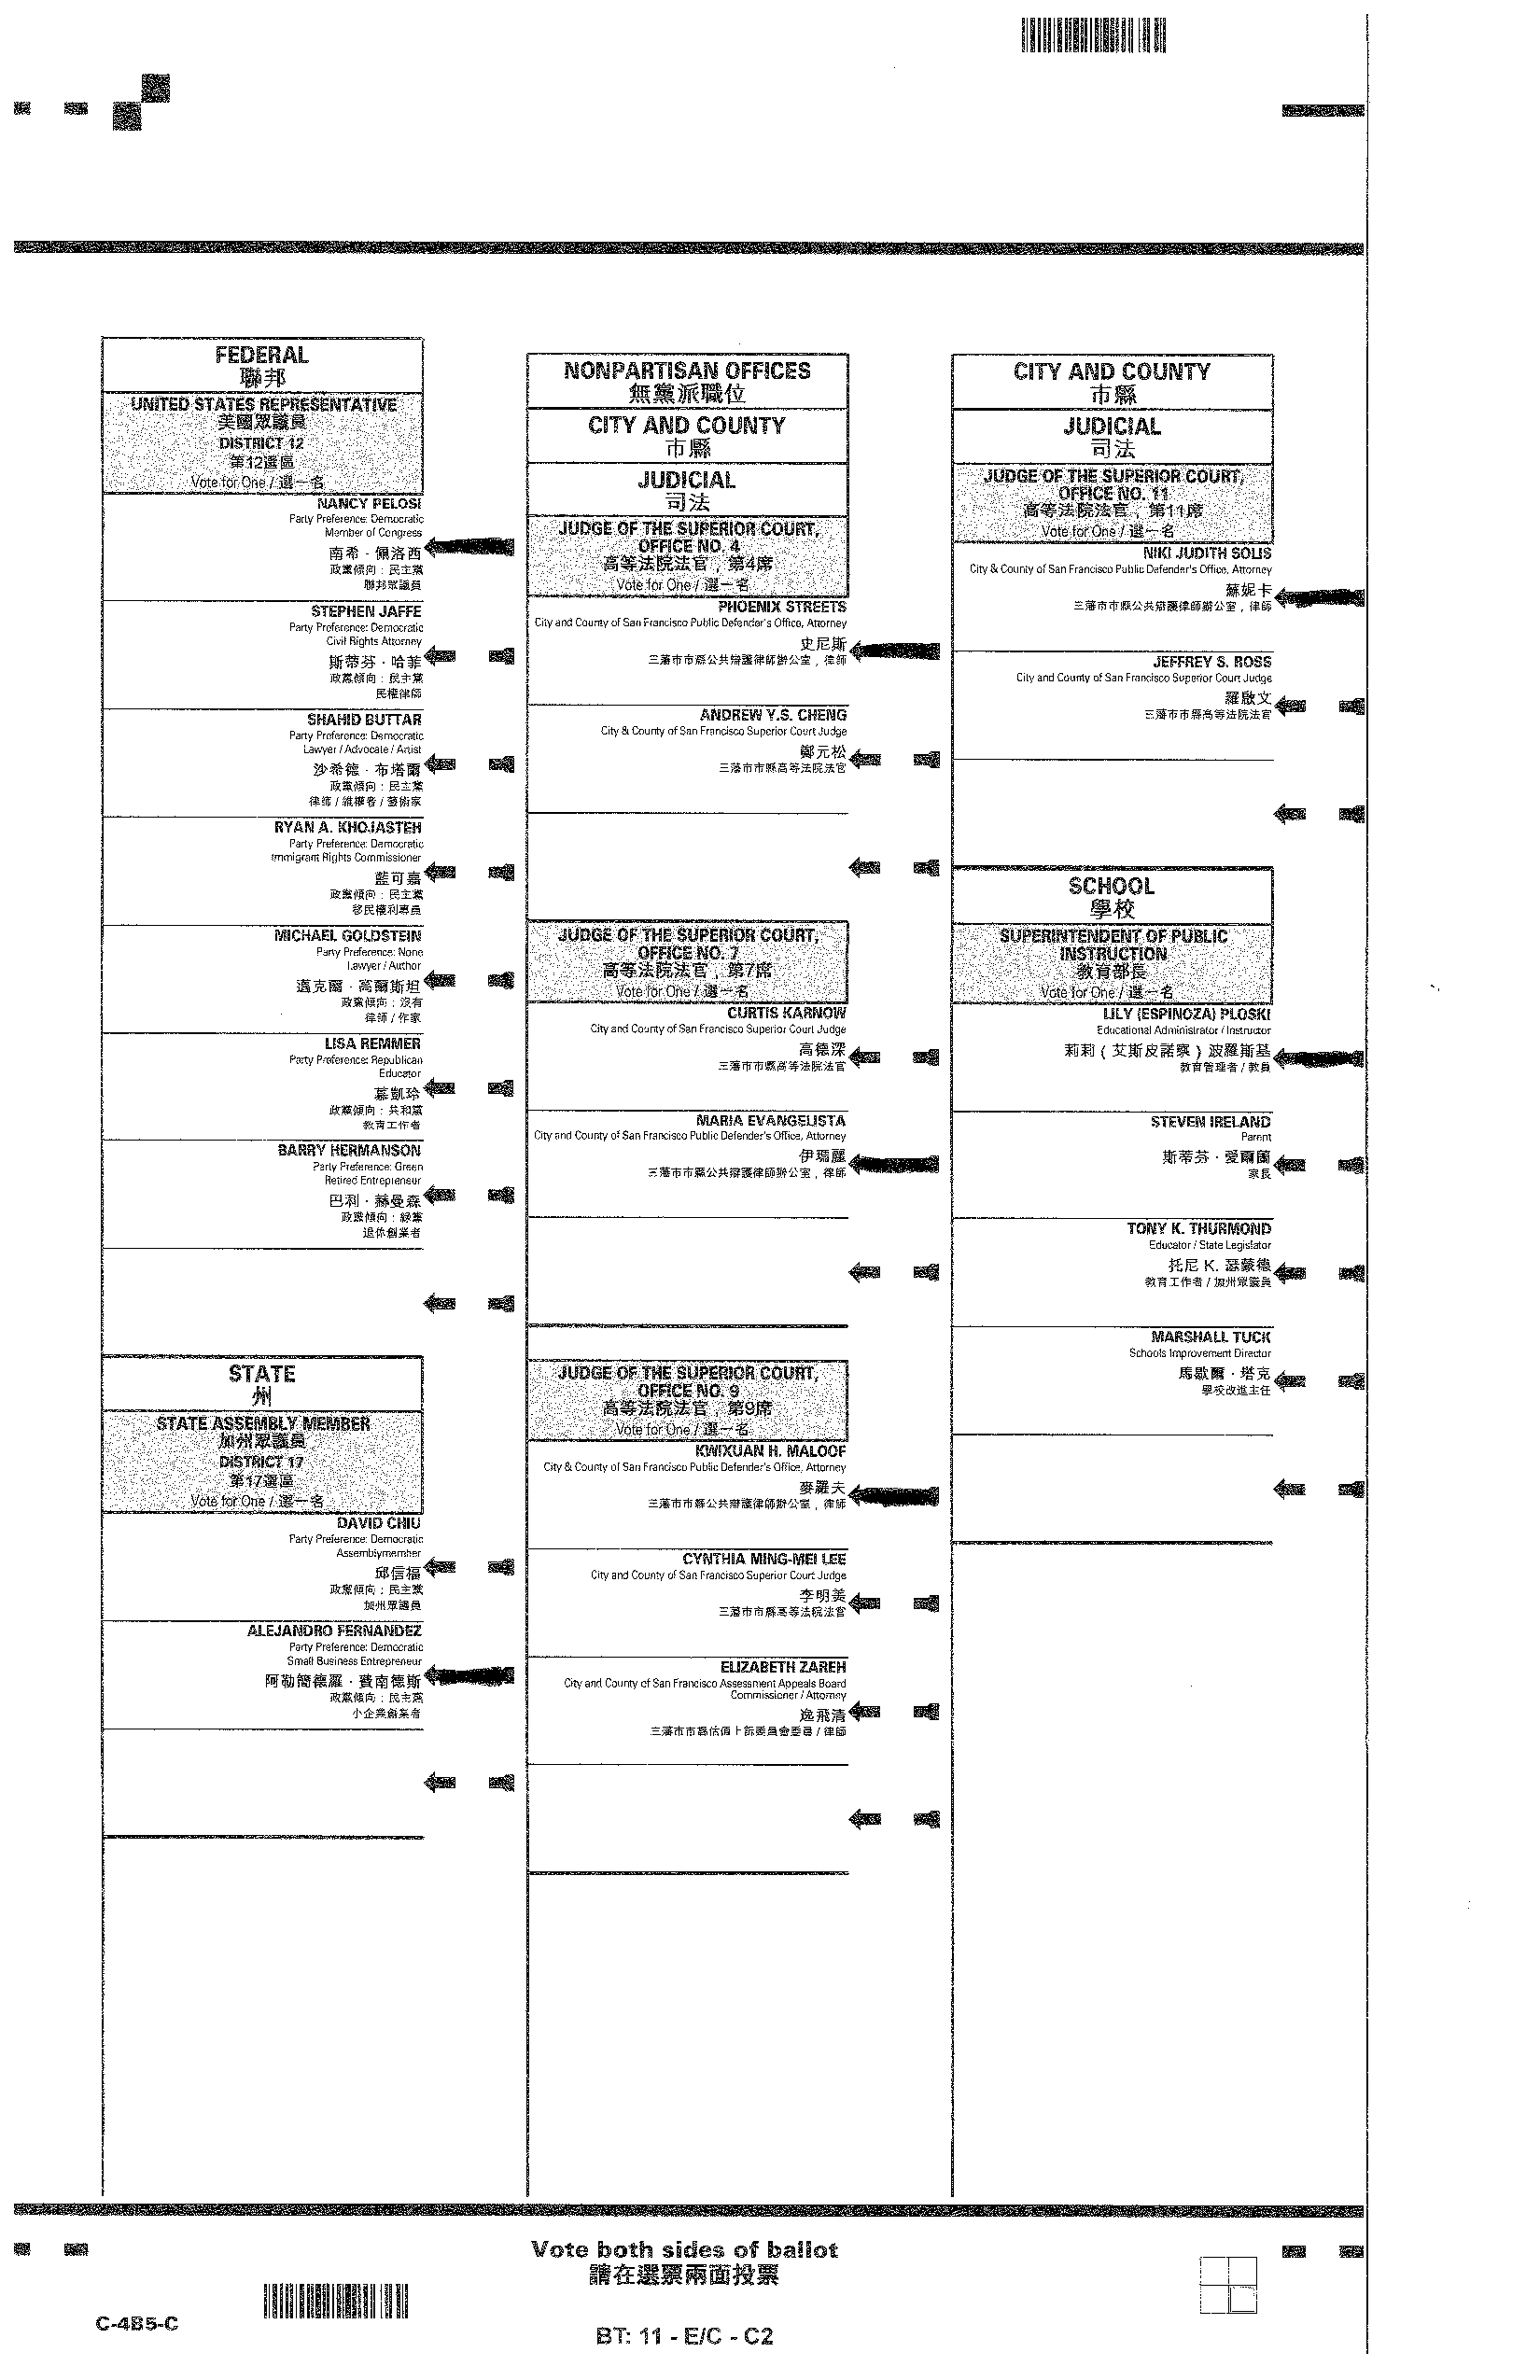 FEDERAL
聯邦
UNITED STATES REPRESENTATIVE
美國眾議員
DISTRICT 12
第12選區
Vote for One / 選一名
NANCY PELOSI
Party Preference: Democratic
Member of Congress
南希‧佩洛西
政黨傾向：民主黨
聯邦眾議員
STEPHEN JAFFE
Party Preference: Democratic
Civil Rights Attorney
斯蒂芬‧哈菲
政黨傾向：民主黨
民權律師
SHAHID BUTTAR
Party Preference: Democratic
Lawyer / Advocate / Artist
沙希德‧布塔爾
政黨傾向：民主黨
律師 / 維權者 / 藝術家
RYAN A. KHOJASTEH
Party Preference: Democratic
Immigrant Rights Commissioner
藍可嘉
政黨傾向：民主黨
移民權利專員
MICHAEL GOLDSTEIN
Party Preference: None
Lawyer / Author
邁克爾‧高爾斯坦
政黨傾向：沒有
律師 / 作家
LISA REMMER
Party Preference: Republican
Educator
慕凱玲
政黨傾向：共和黨
教育工作者
BARRY HERMANSON
Party Preference: Green
Retired Entrepreneur
巴利‧赫曼森
政黨傾向：綠黨
退休創業者
STATE
州
STATE ASSEMBLY MEMBER
加州眾議員
DISTRICT 17
第17選區
Vote for One / 選一名
DAVID CHIU
Party Preference: Democratic
Assemblymember
邱信福
政黨傾向：民主黨
加州眾議員
ALEJANDRO FERNANDEZ
Party Preference: Democratic
Small Business Entrepreneur
阿勒簡德羅‧費南德斯
政黨傾向：民主黨
小企業創業者
NONPARTISAN OFFICES
無黨派職位
CITY AND COUNTY
市縣
JUDICIAL
司法
JUDGE OF THE SUPERIOR COURT,
OFFICE NO. 4
高等法院法官，第4席
Vote for One / 選一名
PHOENIX STREETS
City and County of San Francisco Public Defender's Office, Attorney
史尼斯
三藩市市縣公共辯護律師辦公室，律師
ANDREW Y.S. CHENG
City & County of San Francisco Superior Court Judge
鄭元松
三藩市市縣高等法院法官
JUDGE OF THE SUPERIOR COURT,
OFFICE NO. 7
高等法院法官，第7席
Vote for One / 選一名
CURTIS KARNOW
City and County of San Francisco Superior Court Judge
高德深
三藩市市縣高等法院法官
MARIA EVANGELISTA
City and County of San Francisco Public Defender's Office, Attorney
伊瑪麗
三藩市市縣公共辯護律師辦公室，律師
JUDGE OF THE SUPERIOR COURT,
OFFICE NO. 9
高等法院法官，第9席
Vote for One / 選一名
KWIXUAN H. MALOOF
City & County of San Francisco Public Defender's Office, Attorney
麥羅夫
三藩市市縣公共辯護律師辦公室，律師
CYNTHIA MING-MEI LEE
City and County of San Francisco Superior Court Judge
李明美
三藩市市縣高等法院法官
ELIZABETH ZAREH
City and County of San Francisco Assessment Appeals Board
Commissioner / Attorney
逸飛清
三藩市市縣估價上訴委員會委員 / 律師
CITY AND COUNTY
市縣
JUDICIAL
司法
JUDGE OF THE SUPERIOR COURT,
OFFICE NO. 11
高等法院法官，第11席
Vote for One / 選一名
NIKI JUDITH SOLIS
City & County of San Francisco Public Defender's Office, Attorney
蘇妮卡
三藩市市縣公共辯護律師辦公室，律師
JEFFREY S. ROSS
City and County of San Francisco Superior Court Judge
羅啟文
三藩市市縣高等法院法官
SCHOOL
學校
SUPERINTENDENT OF PUBLIC
INSTRUCTION
教育部長
Vote for One / 選一名
LILY (ESPINOZA) PLOSKI
Educational Administrator / Instructor
莉莉 ( 艾斯皮諾察 ) 波羅斯基
教育管理者 / 教員
STEVEN IRELAND
Parent
斯蒂芬‧愛爾蘭
家長
TONY K. THURMOND
Educator / State Legislator
托尼 K. 瑟蒙德
教育工作者 / 加州眾議員
MARSHALL TUCK
Schools Improvement Director
馬歇爾‧塔克
學校改進主任
Vote both sides of ballot
請在選票兩面投票
C-4B5-C
BT: 11 - E/C - C2